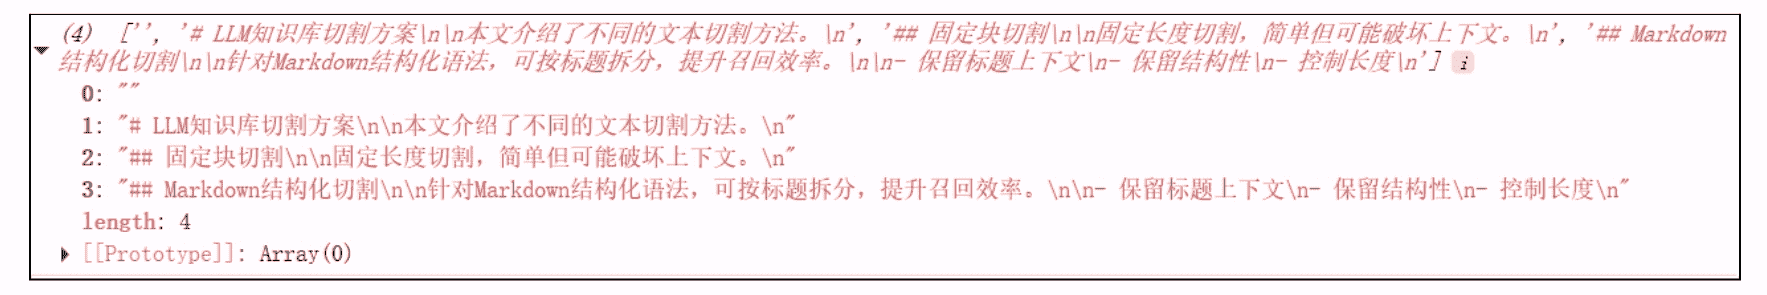 (4) ['', '# LLM知识库切割方案\n\n本文介绍了不同的文本切割方法。\n', '## 固定块切割\n\n固定长度切割，简单但可能破坏上下文。\n', '## Markdown
结构化切割\n\n针对Markdown结构化语法，可按标题拆分，提升召回效率。\n\n- 保留标题上下文\n- 保留结构性\n- 控制长度\n'] i
0: ""
1: "# LLM知识库切割方案\n\n本文介绍了不同的文本切割方法。\n"
2: "## 固定块切割\n\n固定长度切割，简单但可能破坏上下文。\n"
3: "## Markdown结构化切割\n\n针对Markdown结构化语法，可按标题拆分，提升召回效率。\n\n- 保留标题上下文\n- 保留结构性\n- 控制长度\n"
length: 4
[[Prototype]]: Array(0)